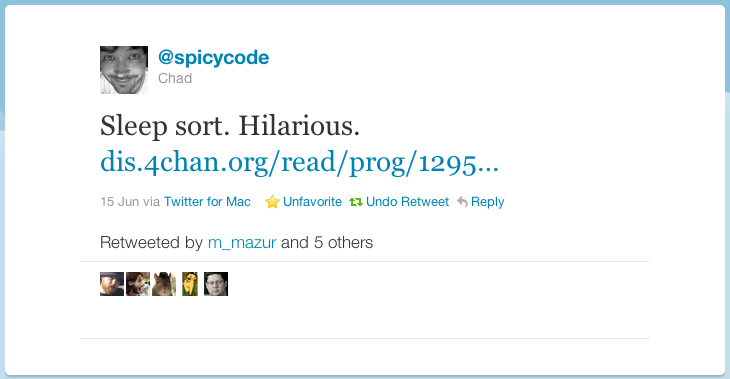 @spicycode
Chad
Sleep sort. Hilarious.
dis.4chan.org/read/prog/1295...
15 Jun via Twitter for Mac Unfavorite Undo Retweet Reply
Retweeted by m_mazur and 5 others